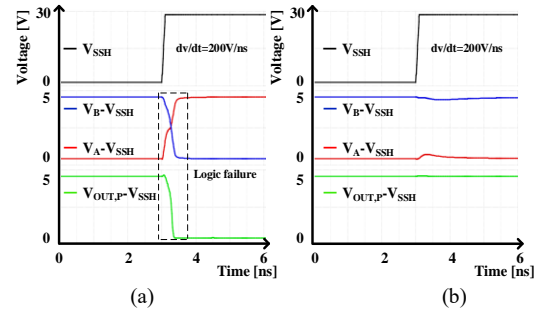 Voltage [V]
30
0
5
0
5
0
V_SSH
dv/dt=200V/ns
V_B-V_SSH
V_A-V_SSH
Logic failure
V_OUT,P-V_SSH
0 2 4 6
Time [ns]
(a)
Voltage [V]
30
0
5
0
5
0
V_SSH
dv/dt=200V/ns
V_B-V_SSH
V_A-V_SSH
V_OUT,P-V_SSH
0 2 4 6
Time [ns]
(b)